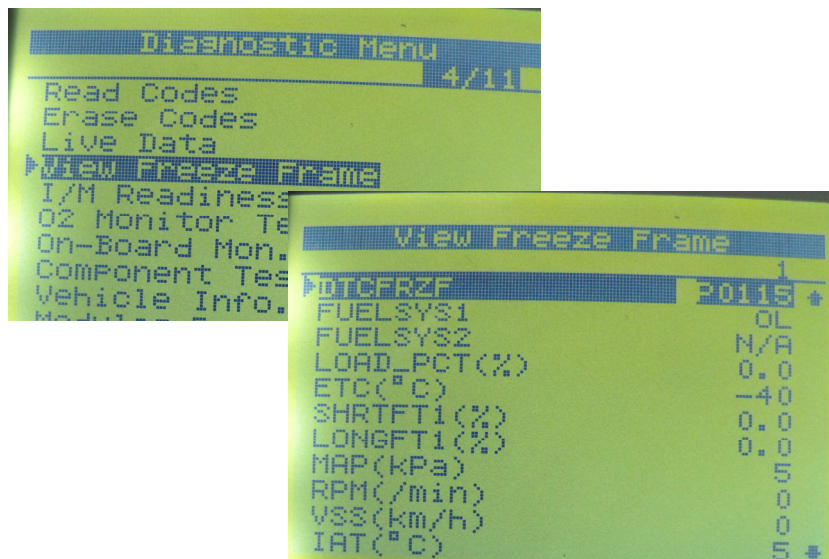 Diagnostic Menu
4/11
Read Codes
Erase Codes
Live Data
View Freeze Frame
I/M Readiness
O2 Monitor Te
On-Board Mon.
Component Tes
Vehicle Info.
View Freeze Frame
1
DTCFRZF P0115
FUELSYS1 OL
FUELSYS2 N/A
LOAD_PCT(%) 0.0
ETC(°C) -40
SHRTFT1(%) 0.0
LONGFT1(%) 0.0
MAP(kPa) 5
RPM(/min) 0
VSS(km/h) 0
IAT(°C) 5